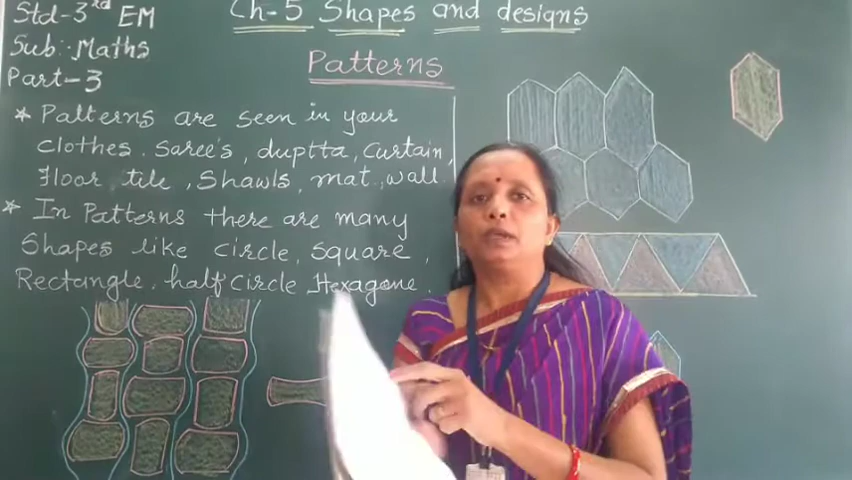 Std-3rd EM
Sub:- Maths
Part-3
Ch-5 Shapes and designs
Patterns
* Patterns are seen in your
clothes. Saree's, duptta, curtain,
Floor tile, Shawls, mat, wall
* In Patterns there are many
Shapes like circle, square,
Rectangle, half circle, Hexagone.